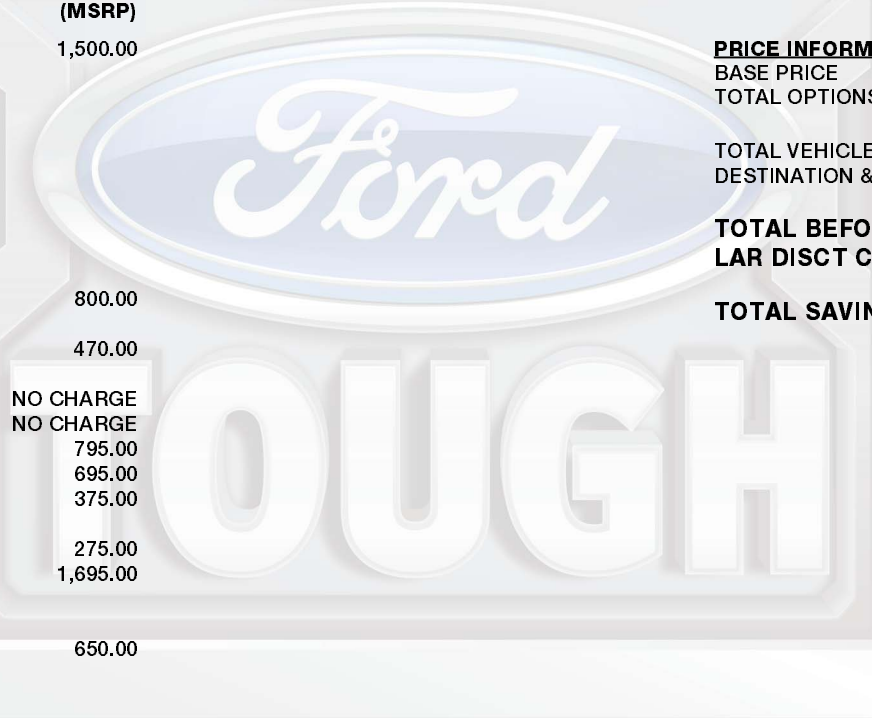 (MSRP)
1,500.00
800.00
470.00
NO CHARGE
NO CHARGE
795.00
695.00
375.00
275.00
1,695.00
650.00
Ford
TOUGH
PRICE INFORM
BASE PRICE
TOTAL OPTIONS
TOTAL VEHICLE
DESTINATION &
TOTAL BEFO
LAR DISCT C
TOTAL SAVIN